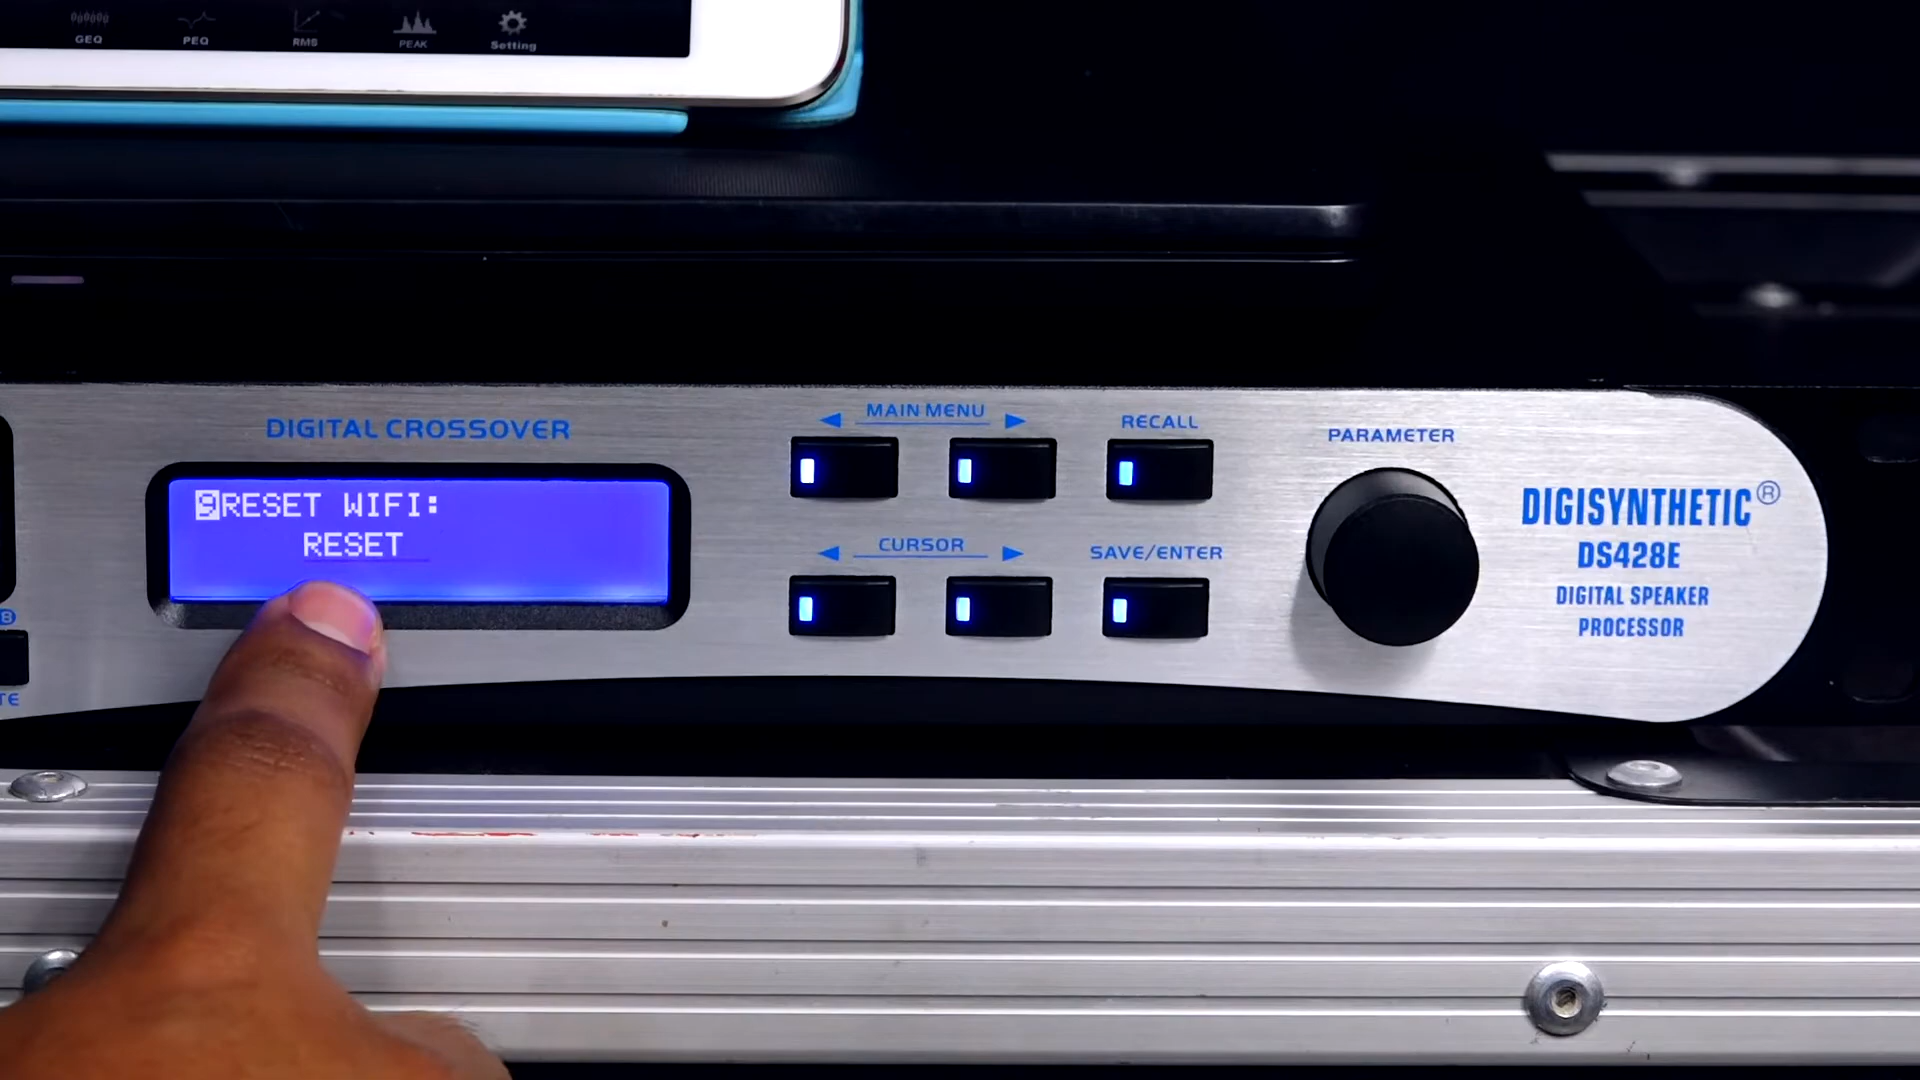 GEQ
PEQ
RMS
PEAK
Setting
DIGITAL CROSSOVER
9RESET WIFI:
RESET
MAIN MENU
RECALL
CURSOR
SAVE/ENTER
PARAMETER
DIGISYNTHETIC®
DS428E
DIGITAL SPEAKER
PROCESSOR
B
TE